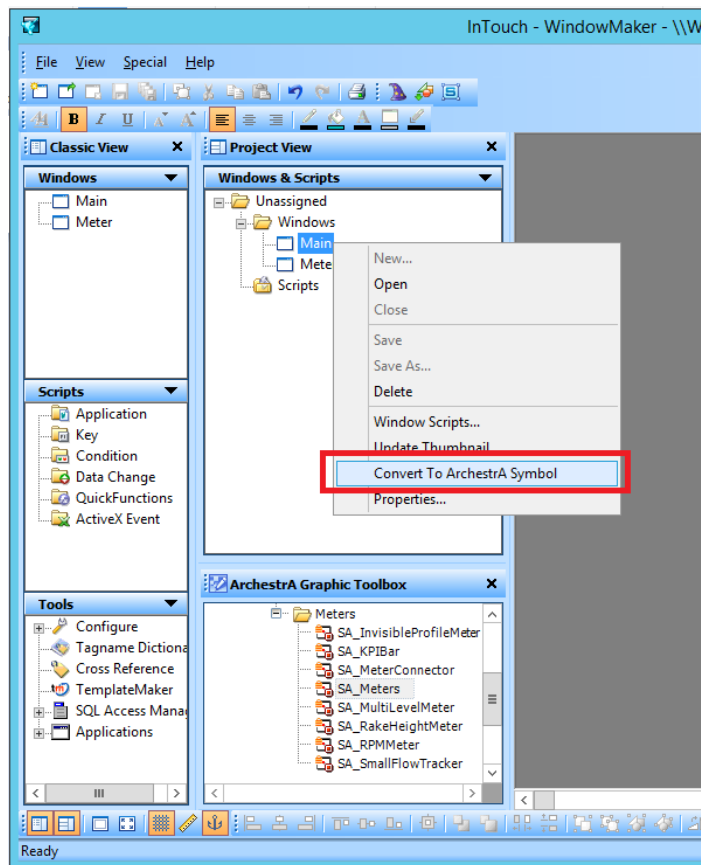 InTouch - WindowMaker - \\W
File View Special Help
B I U A A A
Classic View x Project View x
Windows
Main
Meter
Windows & Scripts
Unassigned
Windows
Main
Mete
Scripts
New...
Open
Close
Save
Save As...
Delete
Window Scripts...
Update Thumbnail
Convert To ArchestrA Symbol
Properties...
Scripts
Application
Key
Condition
Data Change
QuickFunctions
ActiveX Event
Tools
Configure
Tagname Dictiona
Cross Reference
TemplateMaker
SQL Access Mana
Applications
ArchestrA Graphic Toolbox x
Meters
SA_InvisibleProfileMeter
SA_KPIBar
SA_MeterConnector
SA_Meters
SA_MultiLevelMeter
SA_RakeHeightMeter
SA_RPMMeter
SA_SmallFlowTracker
Ready